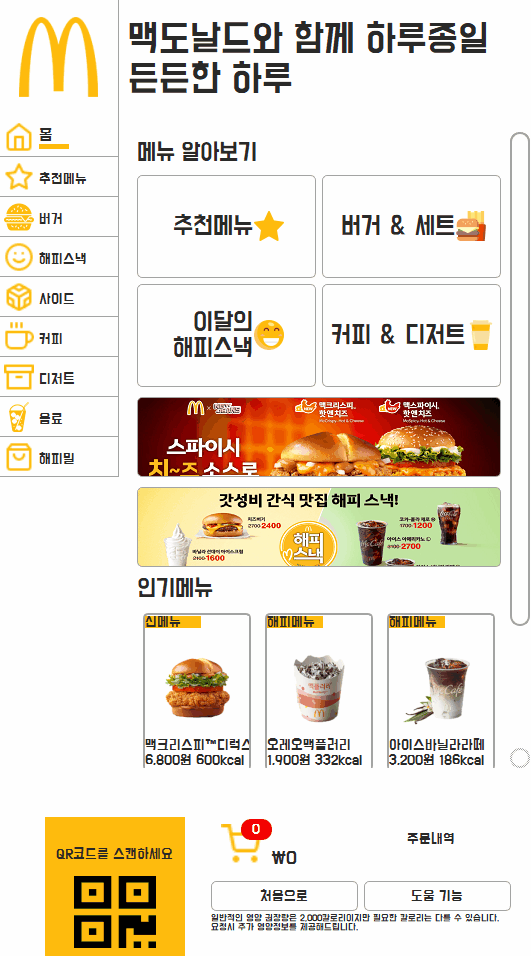 맥도날드와 함께 하루종일
든든한 하루
홈
추천메뉴
버거
해피스낵
사이드
커피
디저트
음료
해피밀
메뉴 알아보기
추천메뉴
버거 & 세트
이달의
해피스낵
커피 & 디저트
맥크리스피
핫앤치즈
McCrispy Hot & Cheese
맥스파이시
핫앤치즈
McSpicy Hot & Cheese
스파이시
치~즈 소스로
갓성비 간식 맛집 해피 스낵!
치즈버거
2700 2400
바닐라 선데이 아이스크림
2100 1600
해피
스낵
코카-콜라 제로
1700 1200
아이스 아메리카노
3100 2700
인기메뉴
신메뉴
맥크리스피™디럭스
6,800원 600kcal
해피메뉴
오레오맥플러리
1,900원 332kcal
해피메뉴
아이스바닐라라떼
3,200원 186kcal
QR코드를 스캔하세요
0
₩0
주문내역
처음으로
도움 기능
일반적인 영양 권장량은 2,000칼로리이지만 필요한 칼로리는 다를 수 있습니다.
요청시 추가 영양정보를 제공해드립니다.